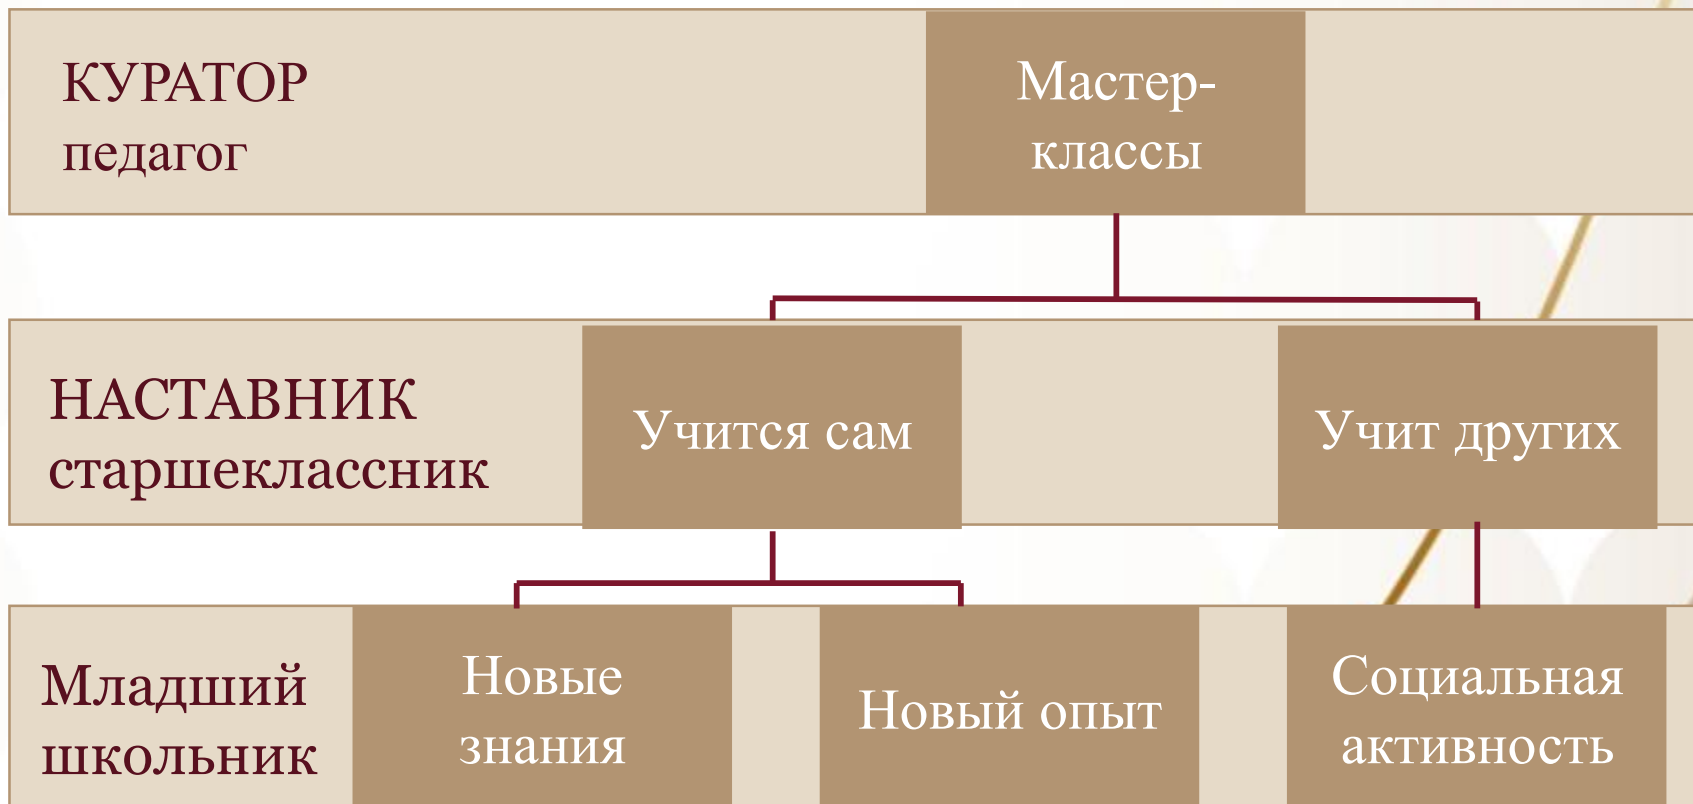 КУРАТОР
педагог
Мастер-
классы
НАСТАВНИК
старшеклассник
Учится сам
Учит других
Младший
школьник
Новые
знания
Новый опыт
Социальная
активность